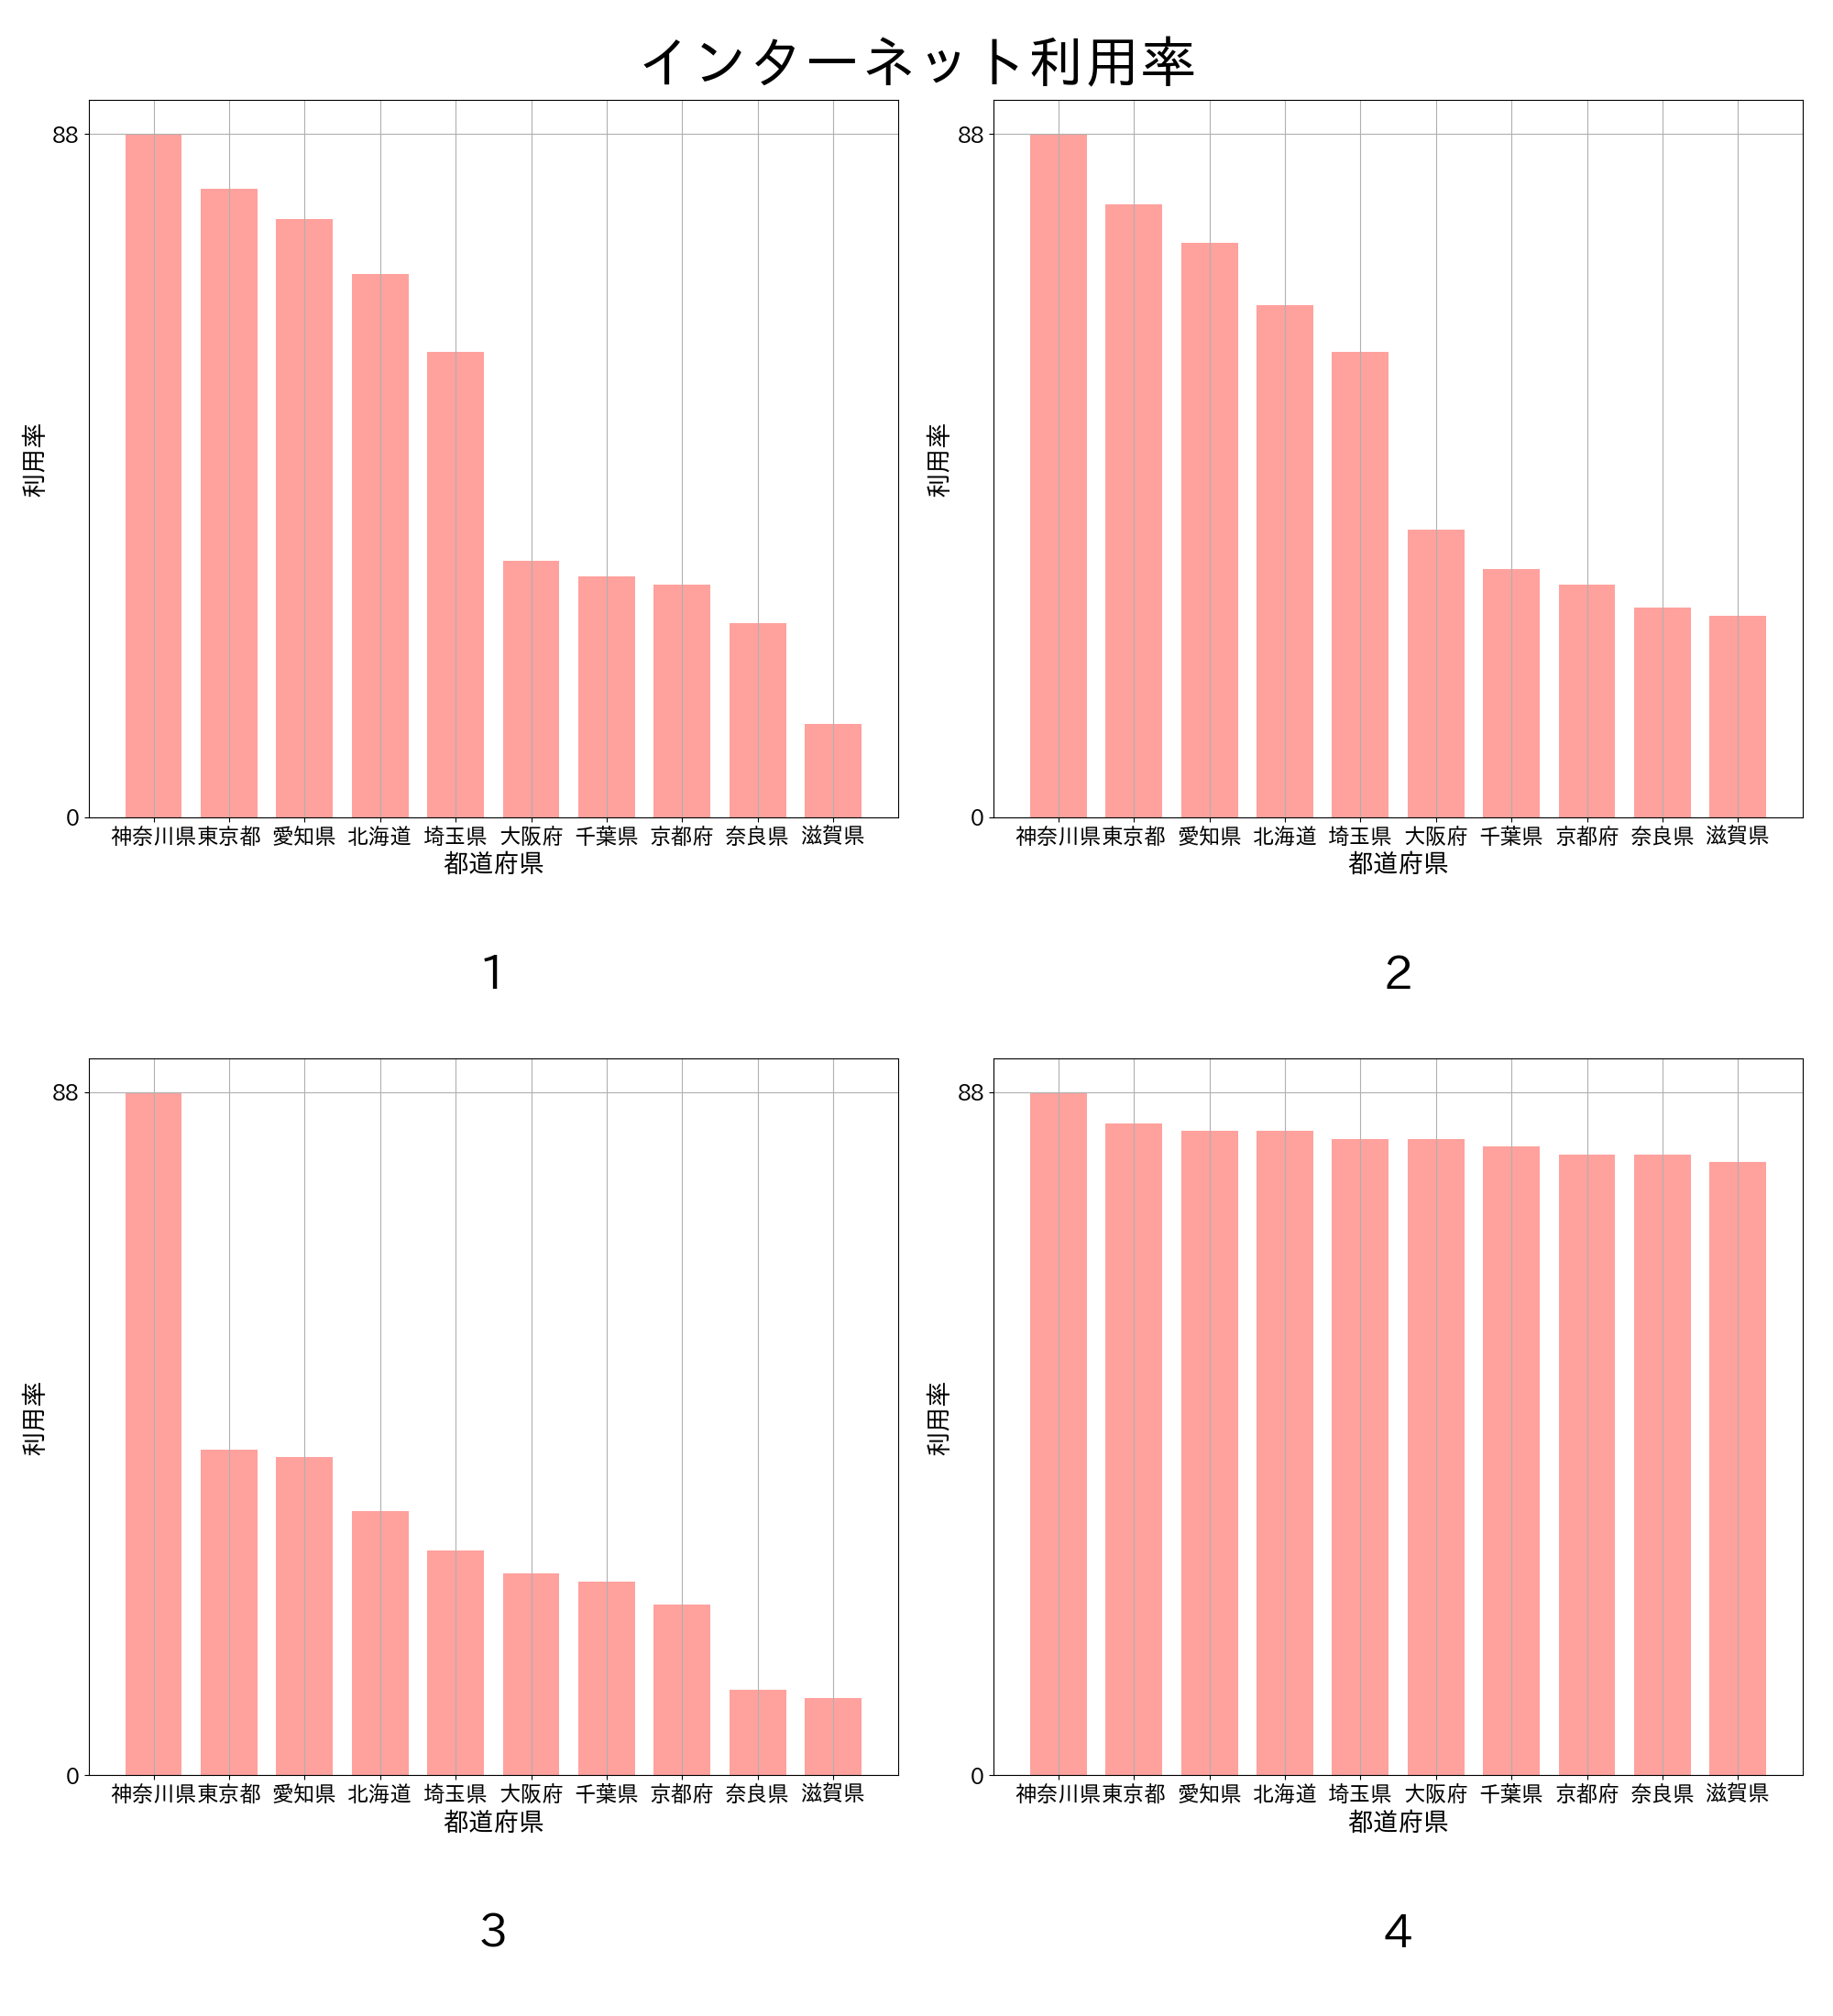 インターネット利用率
88
0
利用率
神奈川県 東京都 愛知県 北海道 埼玉県 大阪府 千葉県 京都府 奈良県 滋賀県
都道府県
1
88
0
利用率
神奈川県 東京都 愛知県 北海道 埼玉県 大阪府 千葉県 京都府 奈良県 滋賀県
都道府県
2
88
0
利用率
神奈川県 東京都 愛知県 北海道 埼玉県 大阪府 千葉県 京都府 奈良県 滋賀県
都道府県
3
88
0
利用率
神奈川県 東京都 愛知県 北海道 埼玉県 大阪府 千葉県 京都府 奈良県 滋賀県
都道府県
4